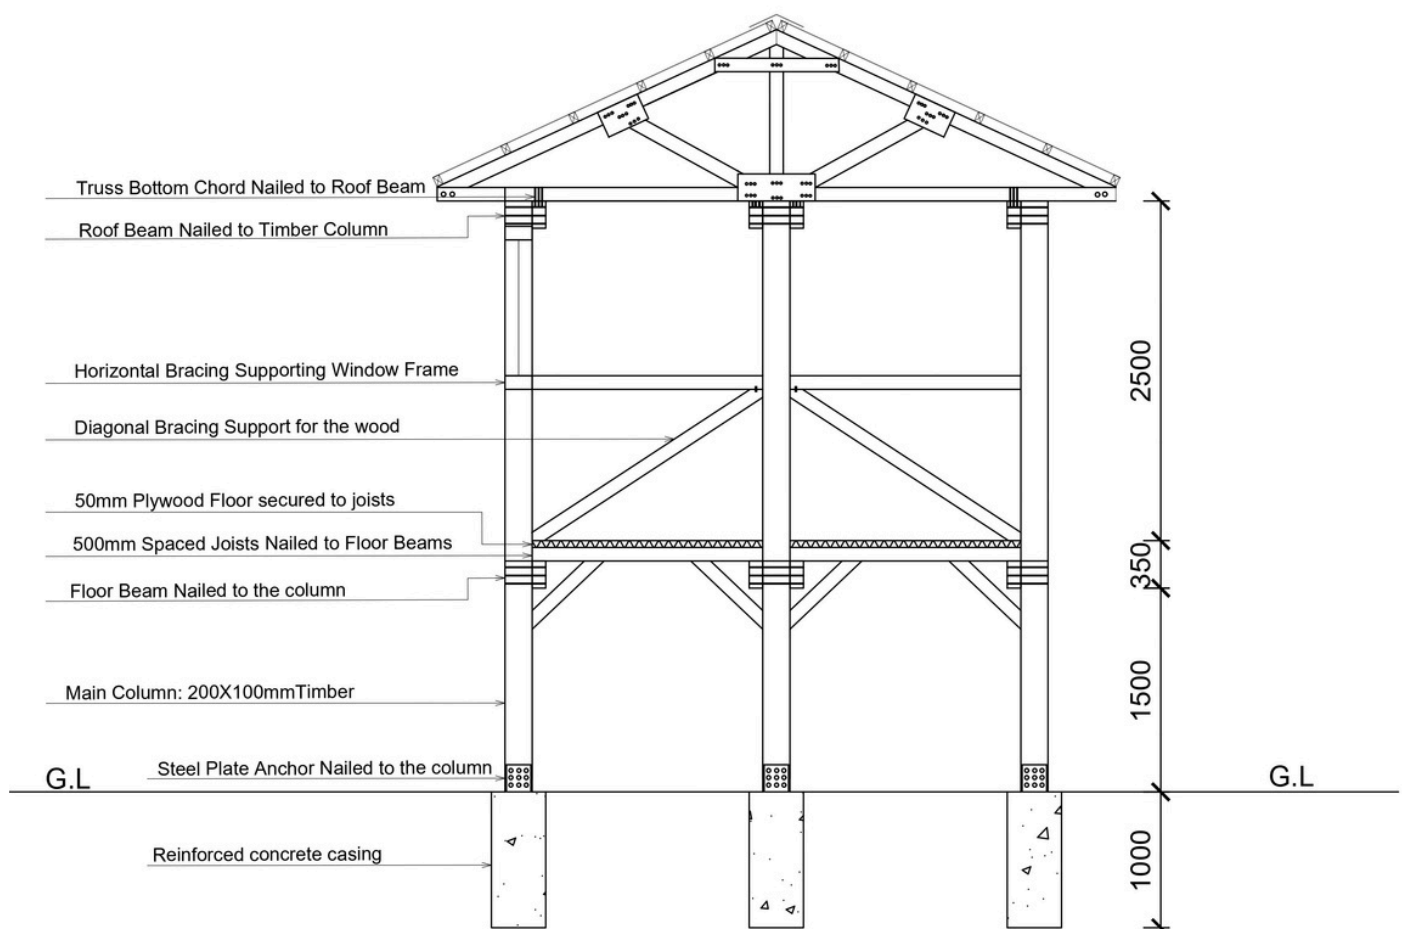 Truss Bottom Chord Nailed to Roof Beam
Roof Beam Nailed to Timber Column
Horizontal Bracing Supporting Window Frame
Diagonal Bracing Support for the wood
50mm Plywood Floor secured to joists
500mm Spaced Joists Nailed to Floor Beams
Floor Beam Nailed to the column
Main Column: 200X100mmTimber
Steel Plate Anchor Nailed to the column
G.L
Reinforced concrete casing
2500
350
1500
G.L
1000